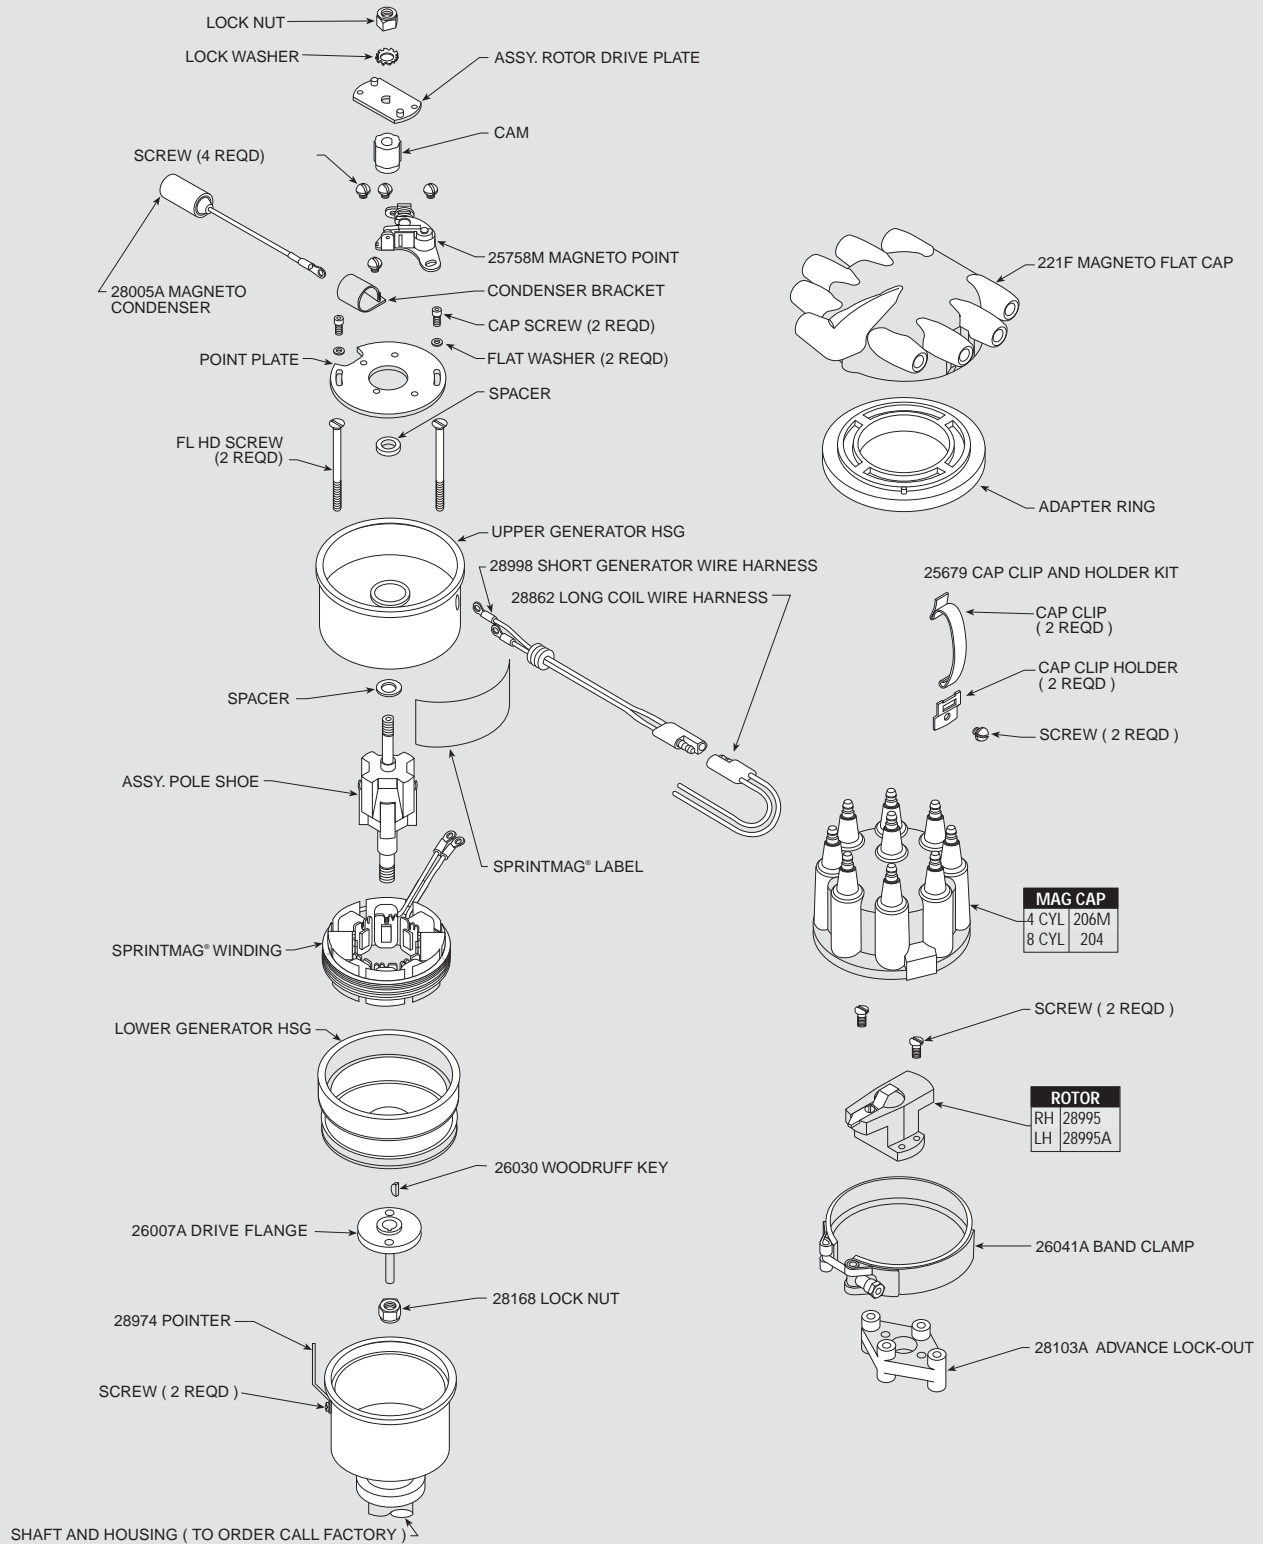 LOCK NUT
LOCK WASHER
ASSY. ROTOR DRIVE PLATE
CAM
SCREW (4 REQD)
25758M MAGNETO POINT
28005A MAGNETO
CONDENSER
CONDENSER BRACKET
CAP SCREW (2 REQD)
POINT PLATE
FLAT WASHER (2 REQD)
SPACER
FL HD SCREW
(2 REQD)
UPPER GENERATOR HSG
28998 SHORT GENERATOR WIRE HARNESS
28862 LONG COIL WIRE HARNESS
SPACER
ASSY. POLE SHOE
SPRINTMAG® LABEL
SPRINTMAG® WINDING
LOWER GENERATOR HSG
26030 WOODRUFF KEY
26007A DRIVE FLANGE
28168 LOCK NUT
28974 POINTER
SCREW ( 2 REQD )
SHAFT AND HOUSING ( TO ORDER CALL FACTORY )
221F MAGNETO FLAT CAP
ADAPTER RING
25679 CAP CLIP AND HOLDER KIT
CAP CLIP
( 2 REQD )
CAP CLIP HOLDER
( 2 REQD )
SCREW ( 2 REQD )
MAG CAP
4 CYL 206M
8 CYL 204
SCREW ( 2 REQD )
ROTOR
RH 28995
LH 28995A
26041A BAND CLAMP
28103A ADVANCE LOCK-OUT